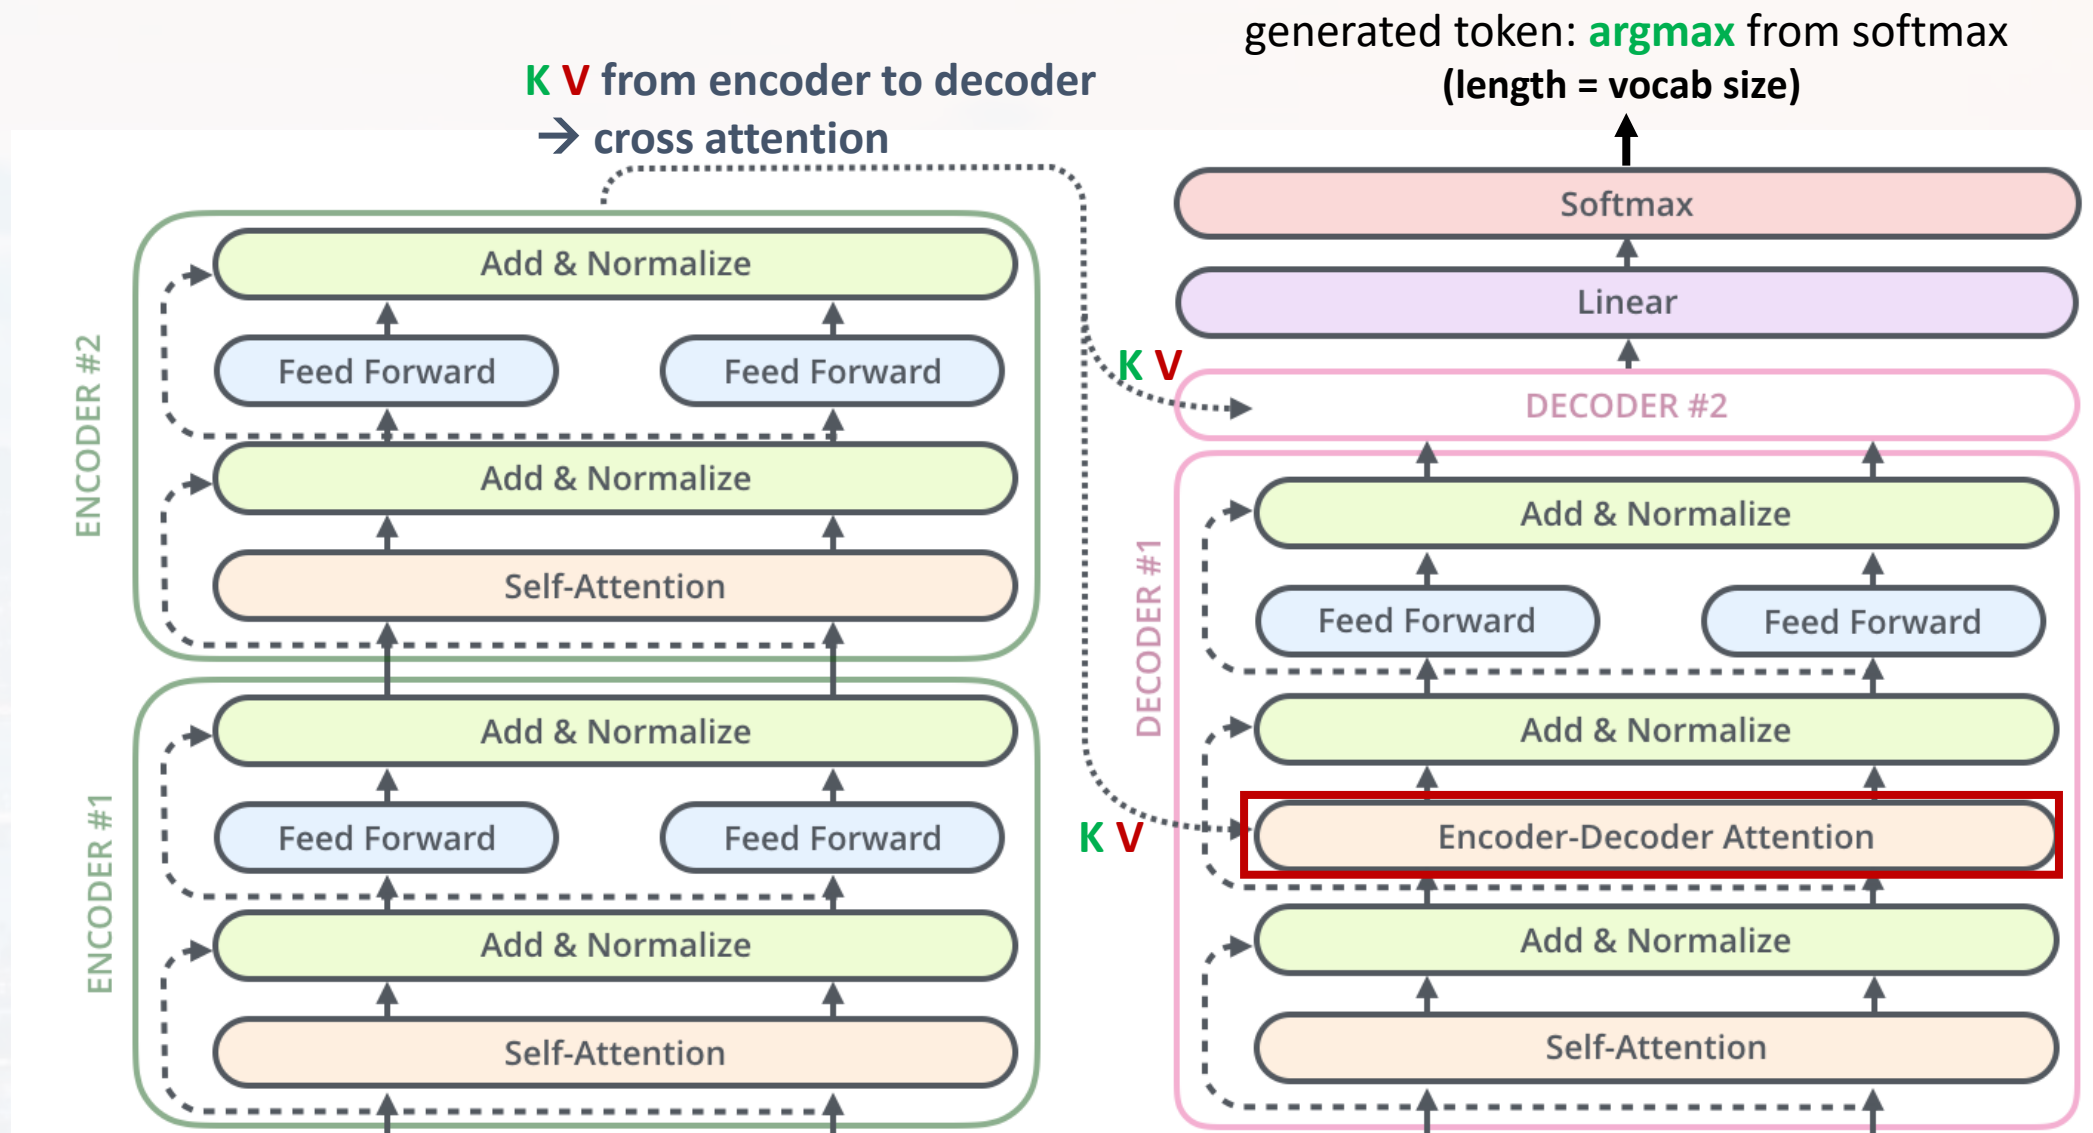 K V from encoder to decoder
→ cross attention
generated token: argmax from softmax
(length = vocab size)
ENCODER #2
Add & Normalize
Feed Forward Feed Forward
Add & Normalize
Self-Attention
ENCODER #1
Add & Normalize
Feed Forward Feed Forward
Add & Normalize
Self-Attention
Softmax
Linear
K V
DECODER #2
DECODER #1
Add & Normalize
Feed Forward Feed Forward
Add & Normalize
K V
Encoder-Decoder Attention
Add & Normalize
Self-Attention